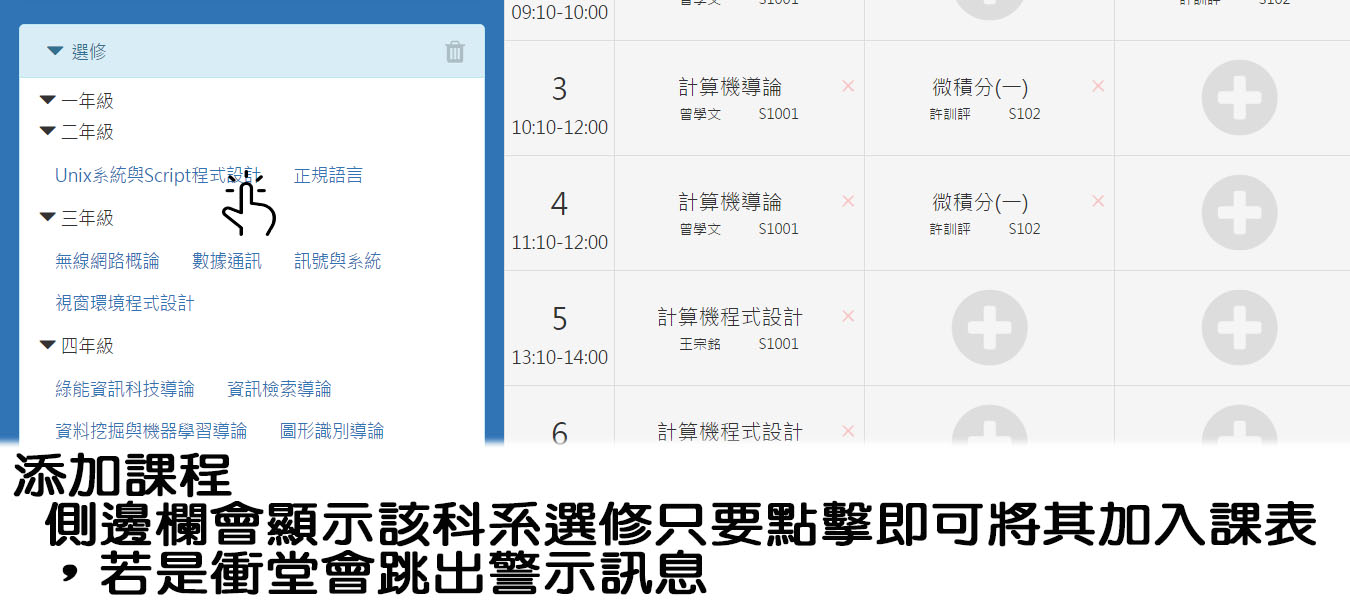 09:10-10:00
選修
一年級
二年級
Unix系統與Script程式設計 正規語言
三年級
無線網路概論 數據通訊 訊號與系統
視窗環境程式設計
四年級
綠能資訊科技導論 資訊檢索導論
資料挖掘與機器學習導論 圖形識別導論
3 計算機導論 × 微積分(一) ×
10:10-12:00 曾學文 S1001 許訓評 S102
4 計算機導論 × 微積分(一) ×
11:10-12:00 曾學文 S1001 許訓評 S102
5 計算機程式設計 ×
13:10-14:00 王宗銘 S1001
6 計算機程式設計 ×
添加課程
側邊欄會顯示該科系選修只要點擊即可將其加入課表
，若是衝堂會跳出警示訊息